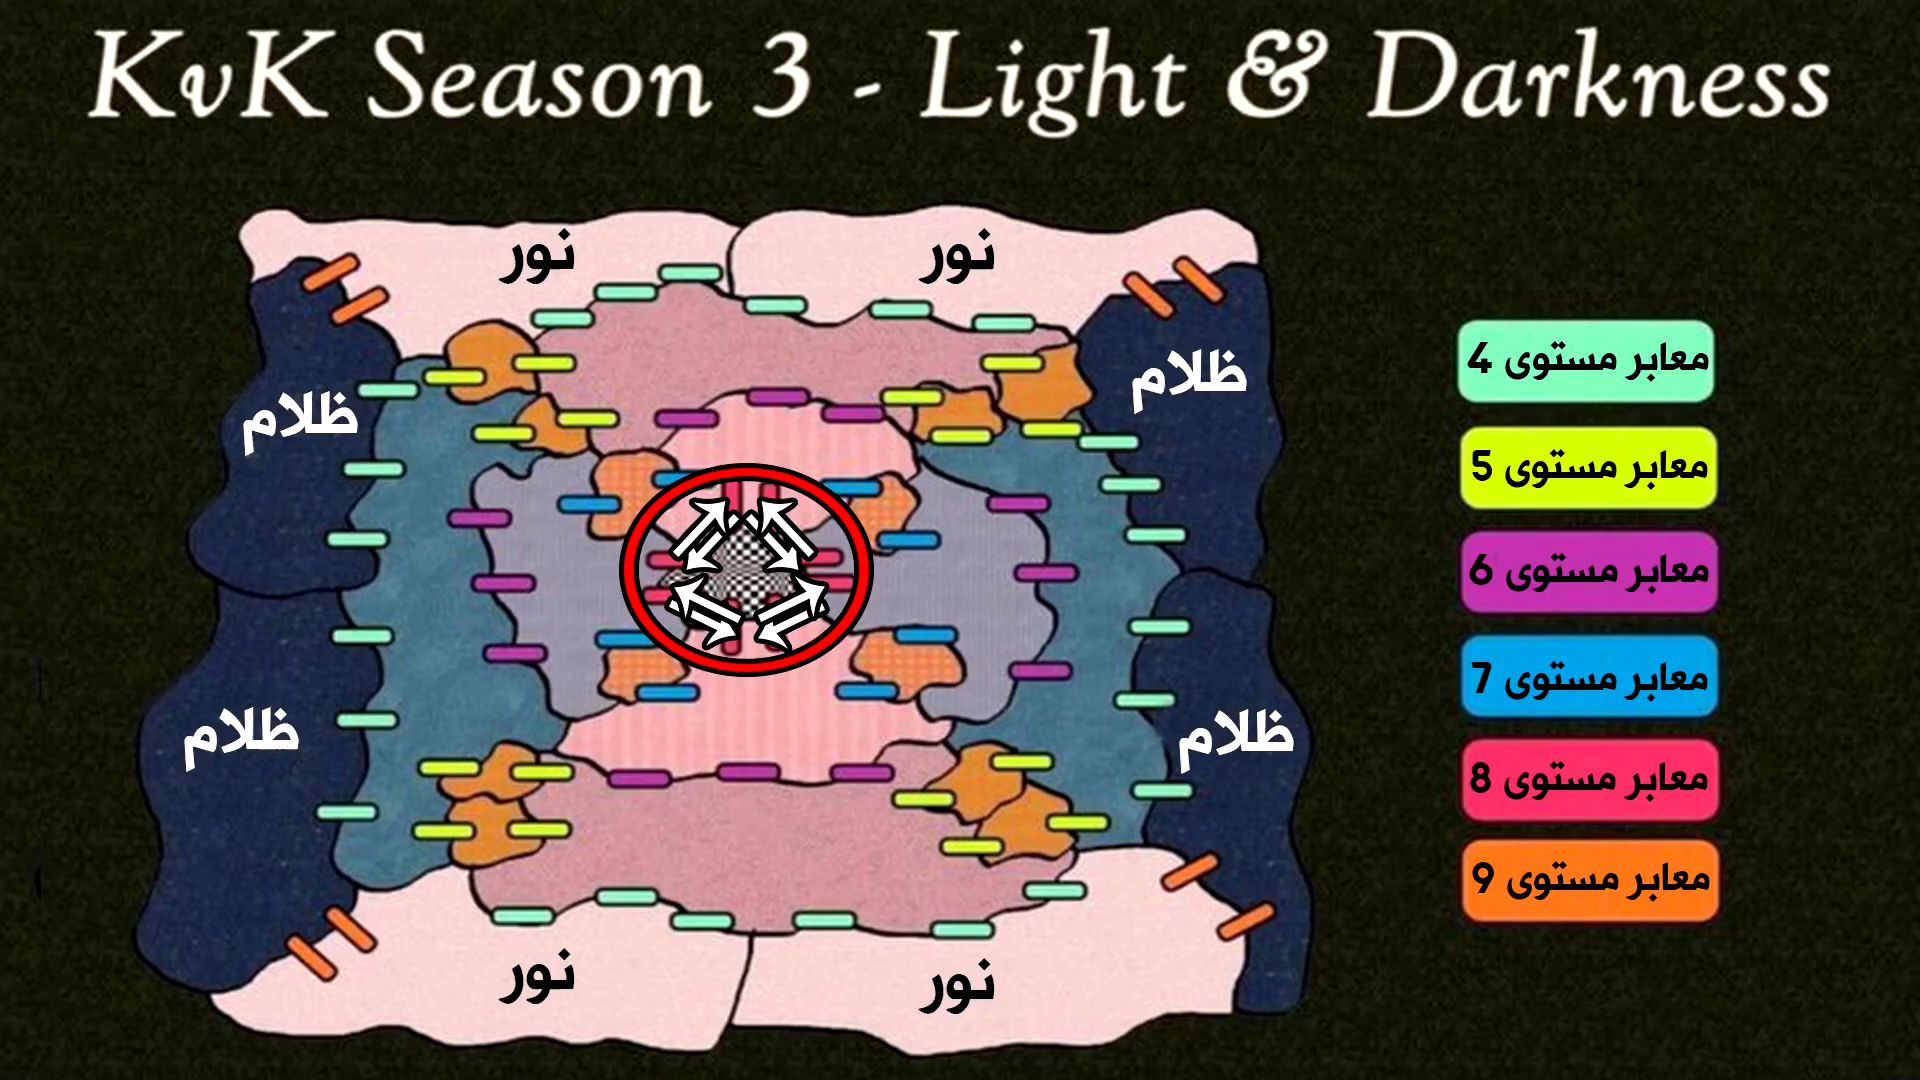 KvK Season 3 - Light & Darkness
نور
نور
ظلام
ظلام
ظلام
ظلام
نور
نور
معابر مستوى 4
معابر مستوى 5
معابر مستوى 6
معابر مستوى 7
معابر مستوى 8
معابر مستوى 9